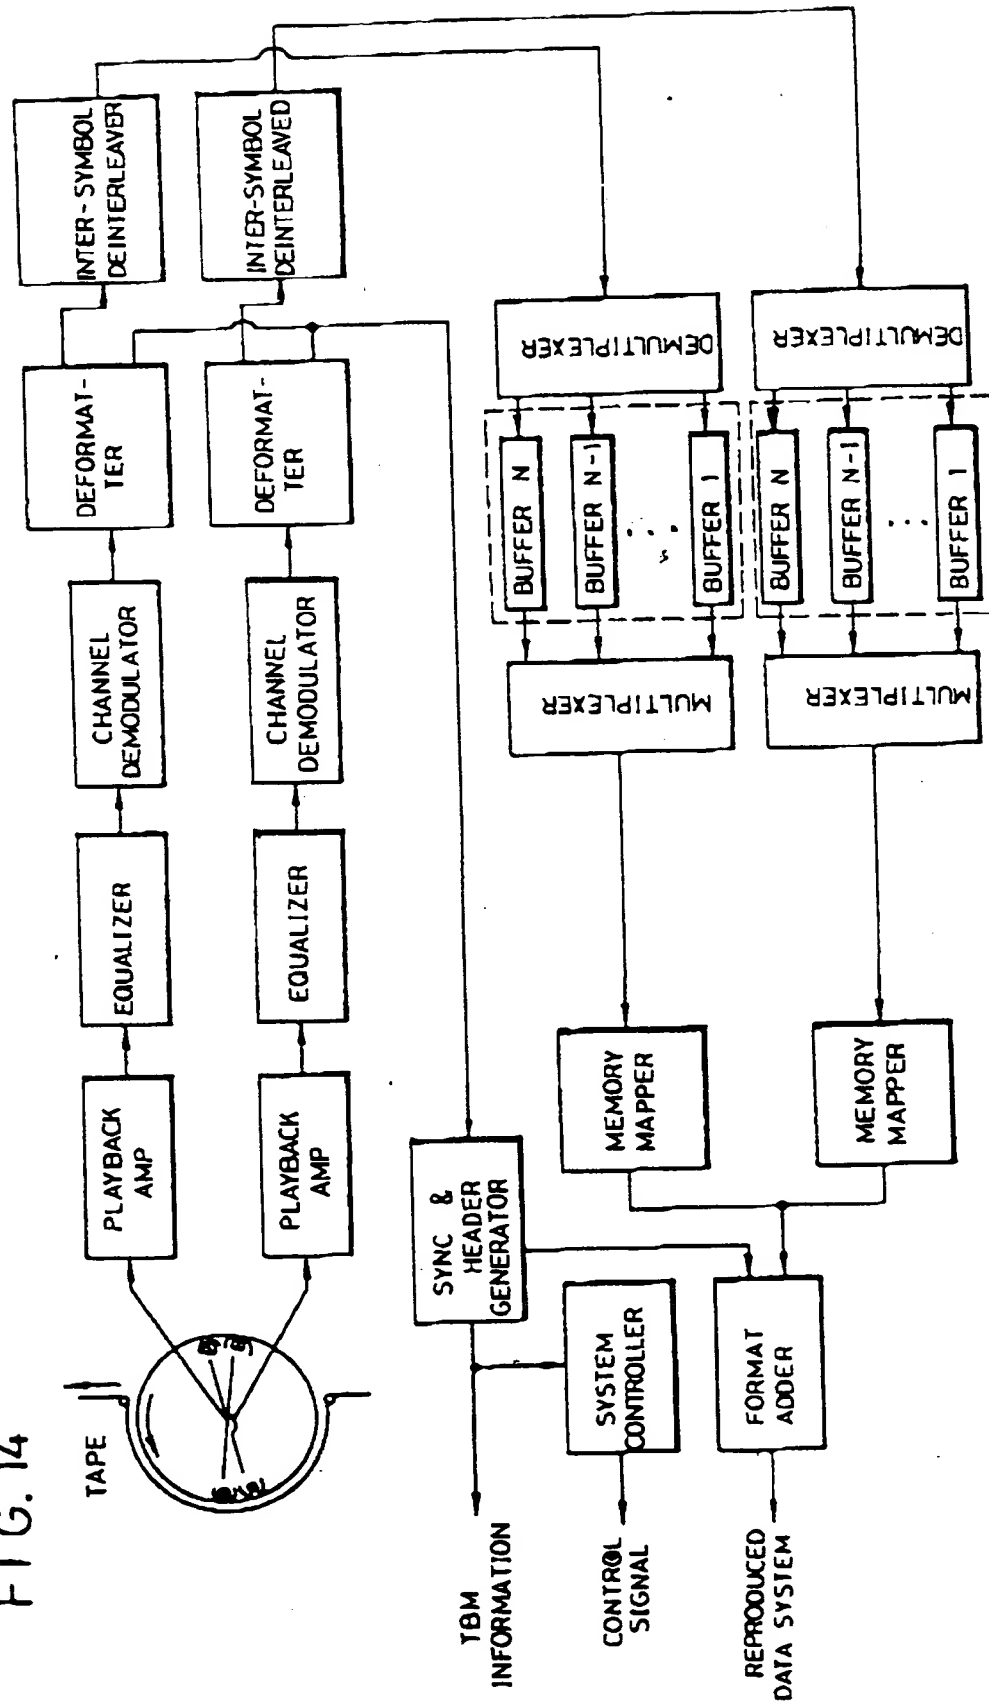 FIG. 14
TAPE
PLAYBACK
AMP
EQUALIZER
CHANNEL
DEMODULATOR
DEFORMAT-
TER
INTER-SYMBOL
DEINTERLEAVER
PLAYBACK
AMP
EQUALIZER
CHANNEL
DEMODULATOR
DEFORMAT-
TER
INTER-SYMBOL
DEINTERLEAVED
TBM
INFORMATION
SYNC &
HEADER
GENERATOR
CONTROL
SIGNAL
SYSTEM
CONTROLLER
REPRODUCED
DATA SYSTEM
FORMAT
ADDER
MEMORY
MAPPER
MULTIPLEXER
BUFFER N
BUFFER N-1
...
BUFFER 1
DEMULTIPLEXER
MEMORY
MAPPER
MULTIPLEXER
BUFFER N
BUFFER N-1
...
BUFFER 1
DEMULTIPLEXER